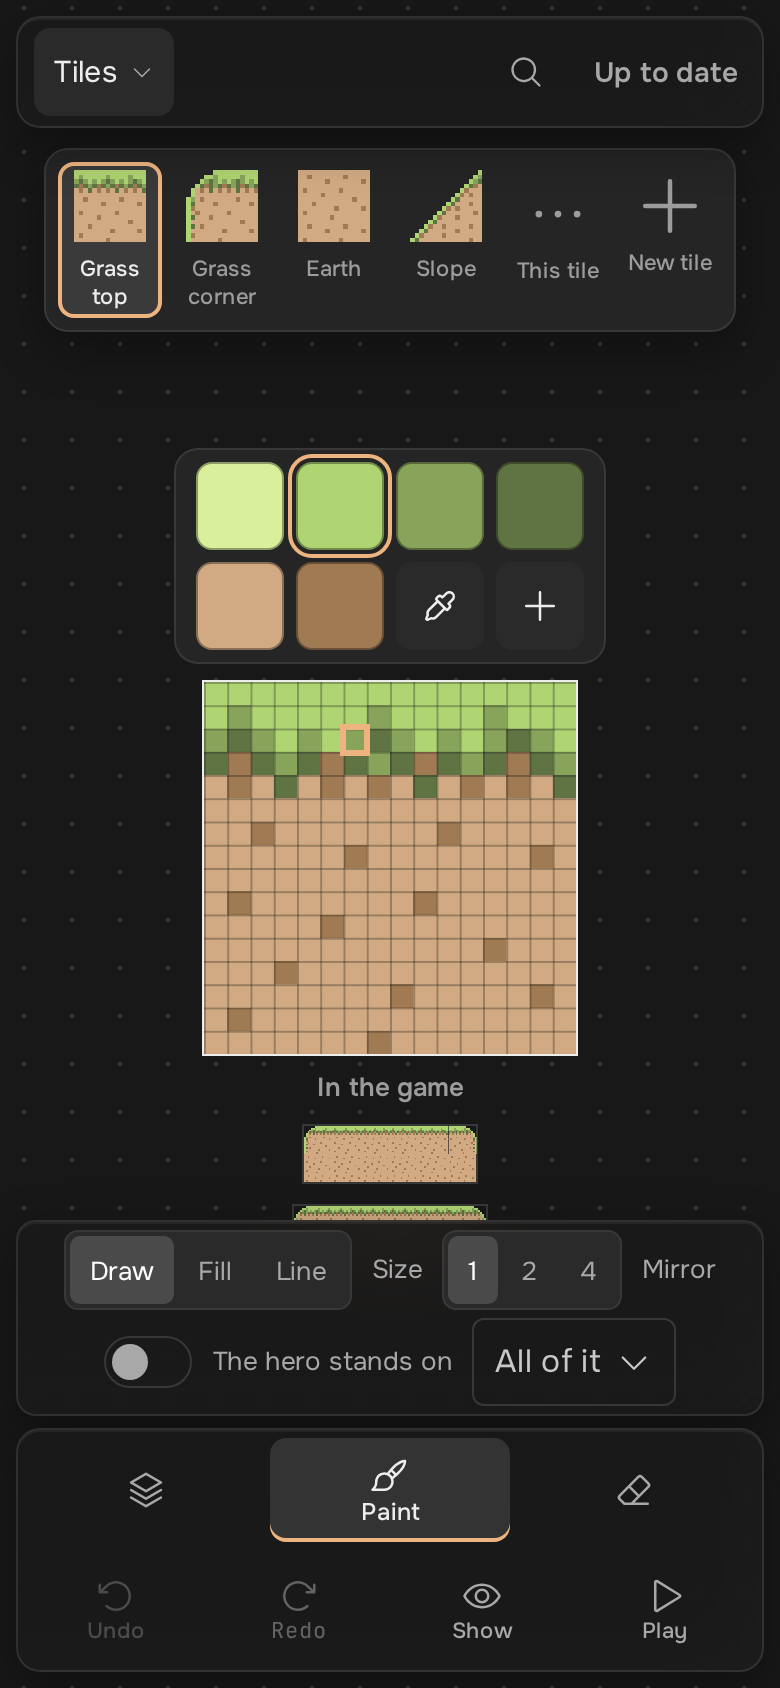 Tiles
Up to date
Grass top
Grass corner
Earth
Slope
This tile
New tile
In the game
Draw Fill Line Size 1 2 4 Mirror
The hero stands on All of it
Paint
Undo Redo Show Play